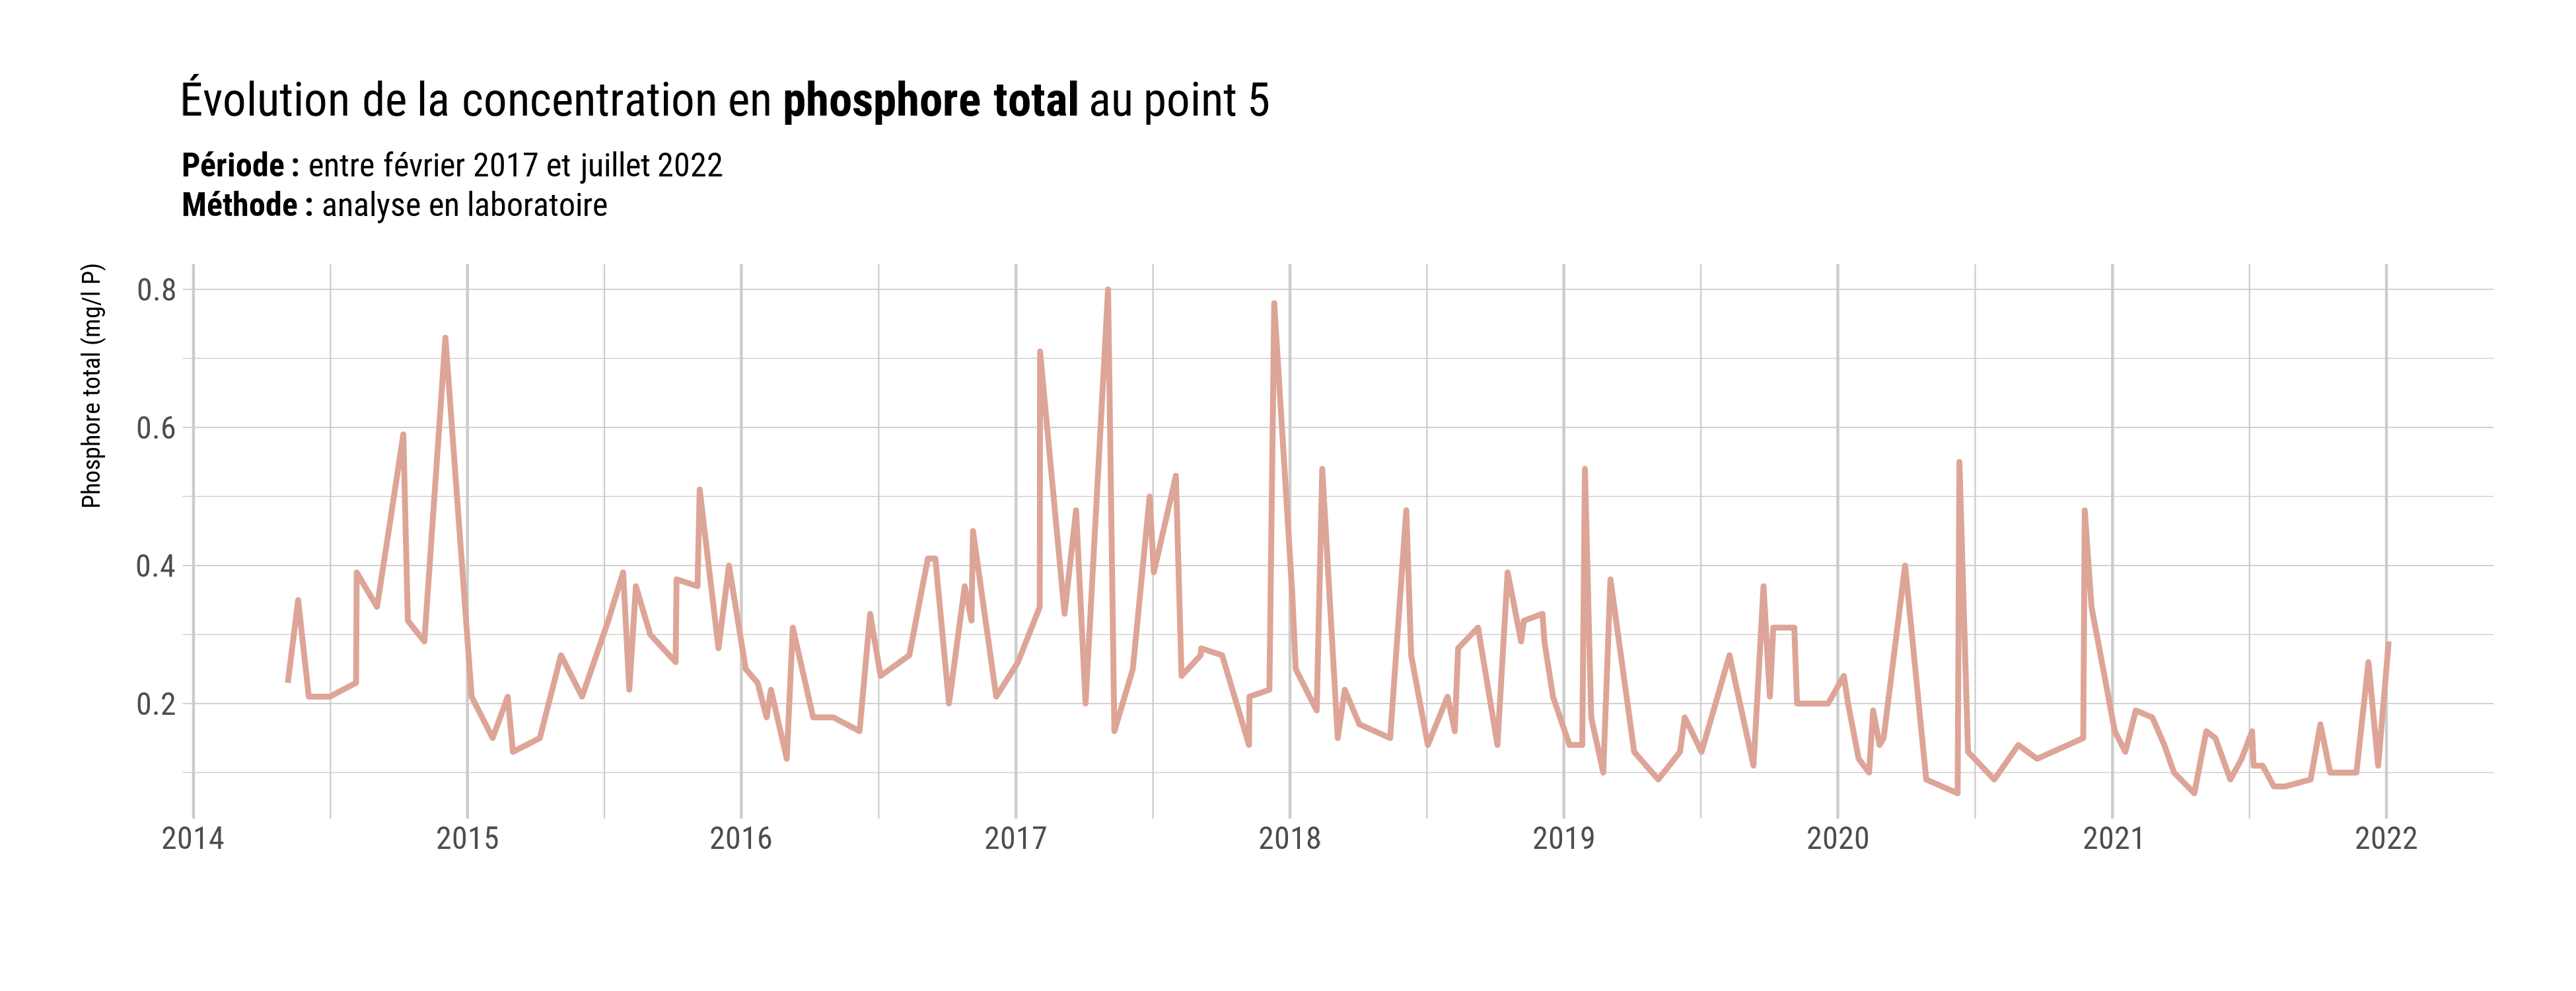 Évolution de la concentration en phosphore total au point 5
Période : entre février 2017 et juillet 2022
Méthode : analyse en laboratoire
Phosphore total (mg/l P)
0.8
0.6
0.4
0.2
2014 2015 2016 2017 2018 2019 2020 2021 2022